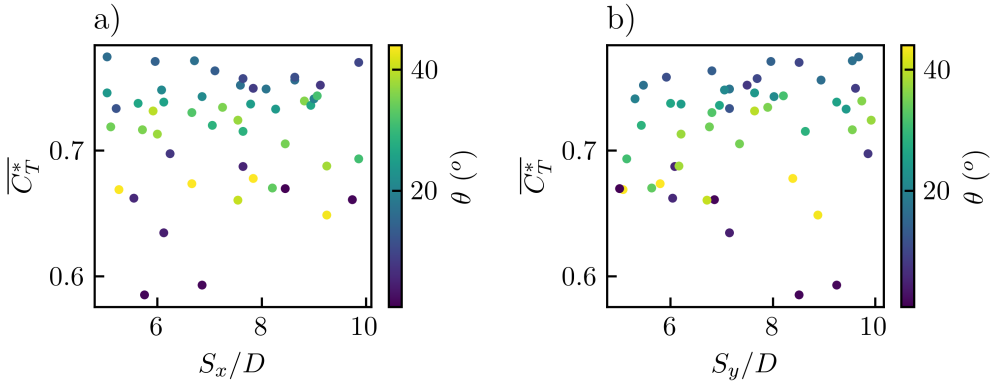 a)
0.7
0.6
6
8
10
$\overline{C_T^*}$
$S_x/D$
40
20
$\theta$ ($^o$)
b)
0.7
0.6
6
8
10
$\overline{C_T^*}$
$S_y/D$
40
20
$\theta$ ($^o$)